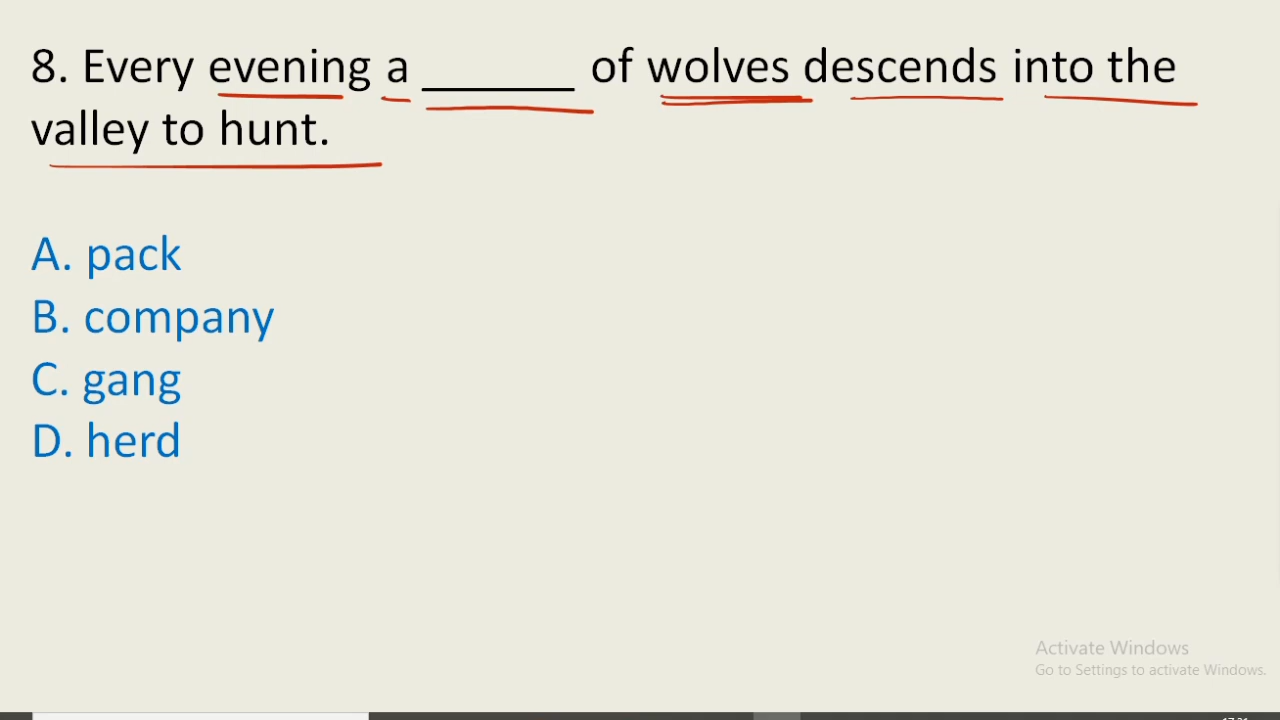 8. Every evening a ______ of wolves descends into the
valley to hunt.
A. pack
B. company
C. gang
D. herd
Activate Windows
Go to Settings to activate Windows.